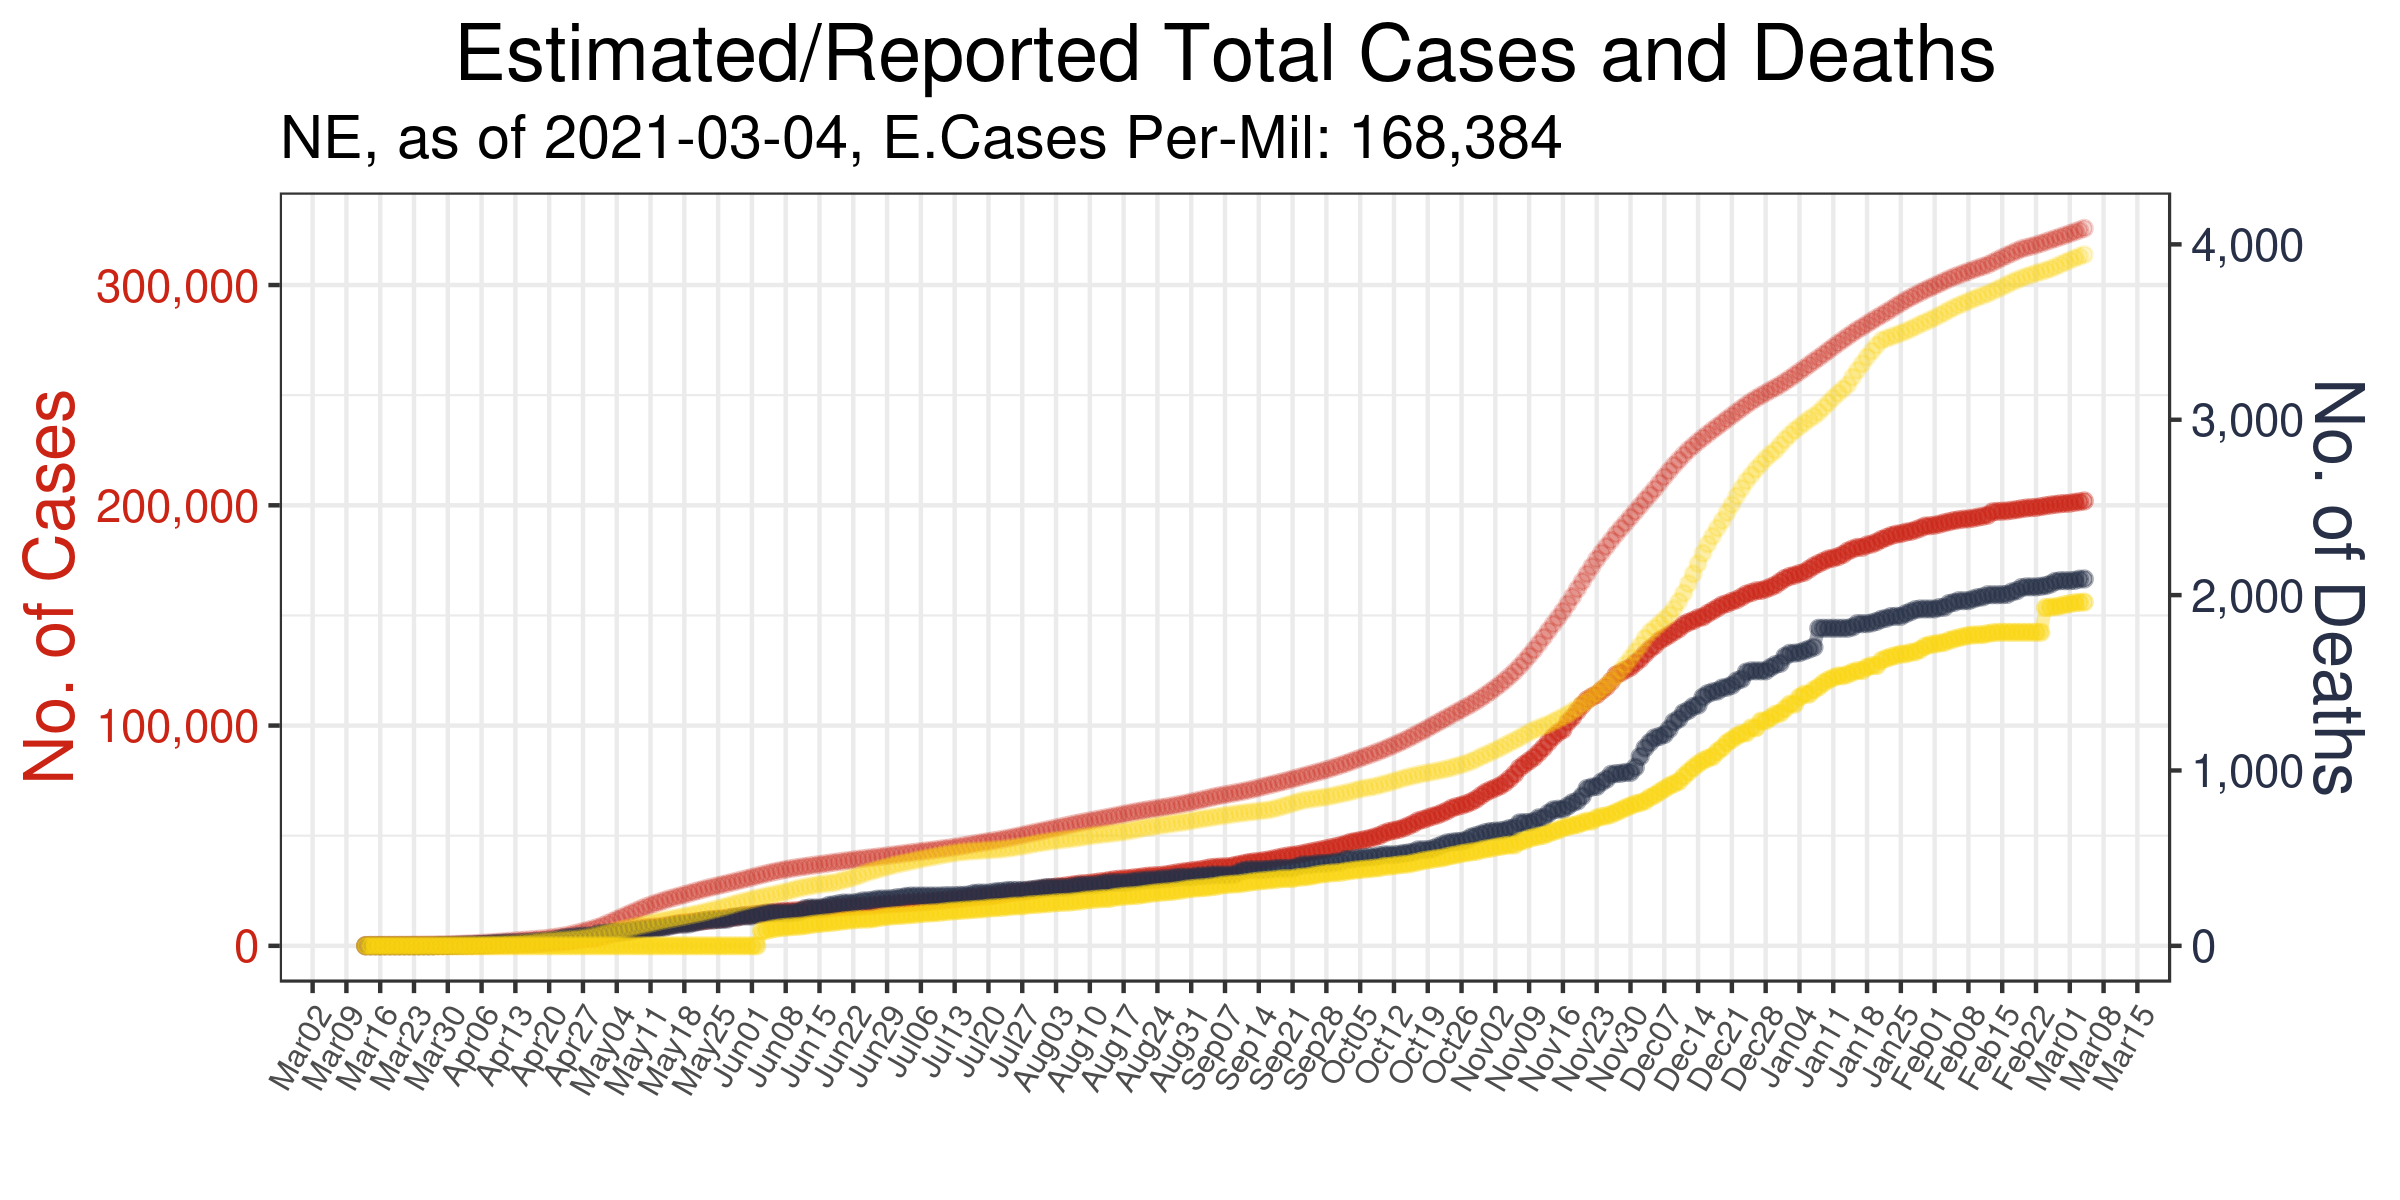 Estimated/Reported Total Cases and Deaths
NE, as of 2021-03-04, E.Cases Per-Mil: 168,384
No. of Cases
300,000
200,000
100,000
0
4,000
3,000
2,000
1,000
0
No. of Deaths
Mar02
Mar09
Mar16
Mar23
Mar30
Apr06
Apr13
Apr20
Apr27
May04
May11
May18
May25
Jun01
Jun08
Jun15
Jun22
Jun29
Jul06
Jul13
Jul20
Jul27
Aug03
Aug10
Aug17
Aug24
Aug31
Sep07
Sep14
Sep21
Sep28
Oct05
Oct12
Oct19
Oct26
Nov02
Nov09
Nov16
Nov23
Nov30
Dec07
Dec14
Dec21
Dec28
Jan04
Jan11
Jan18
Jan25
Feb01
Feb08
Feb15
Feb22
Mar01
Mar08
Mar15